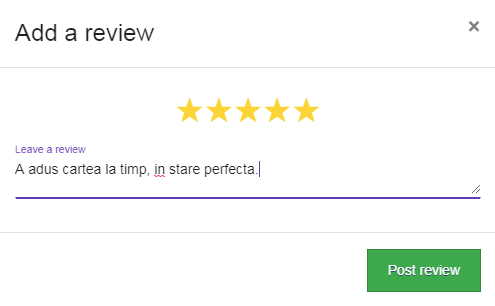 Add a review
×
Leave a review
A adus cartea la timp, in stare perfecta.
Post review